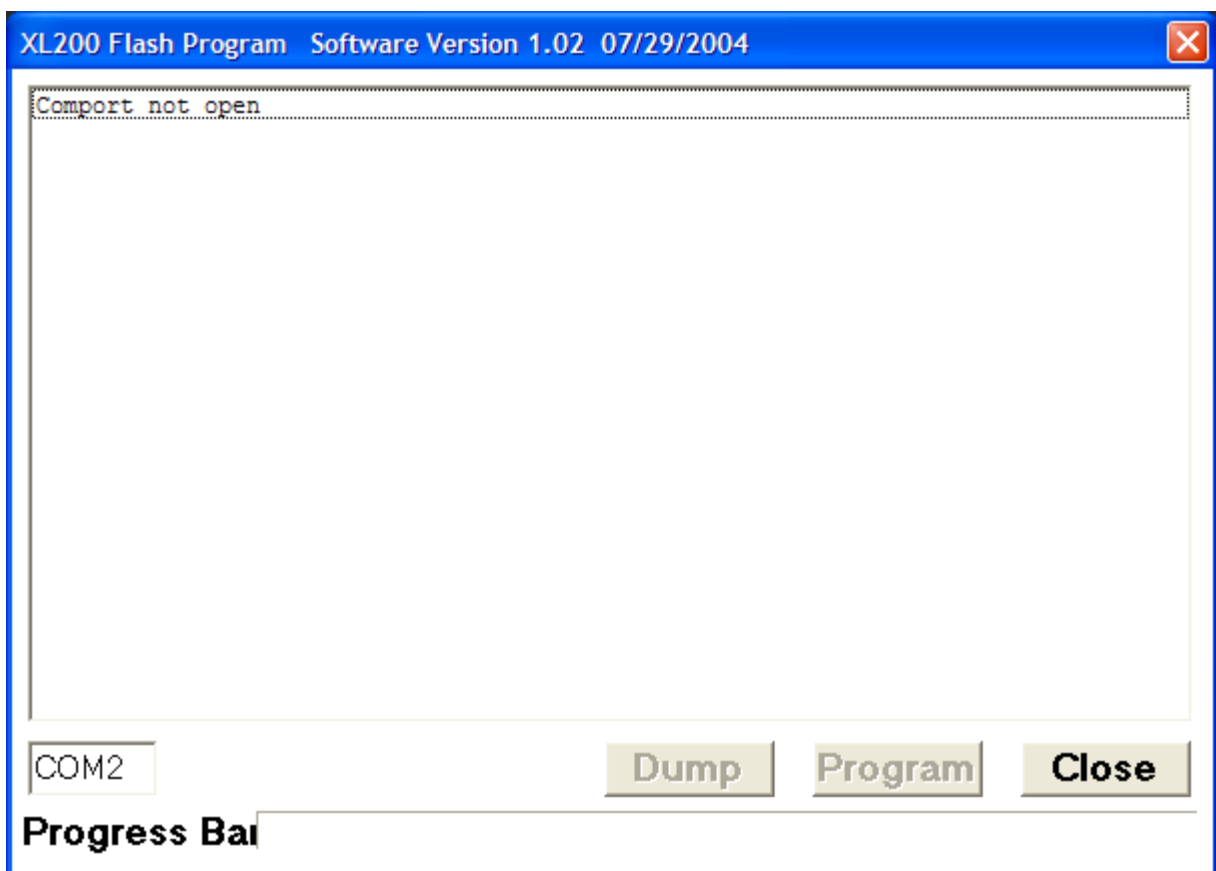 XL200 Flash Program Software Version 1.02 07/29/2004
Comport not open
COM2
Dump
Program
Close
Progress Bar